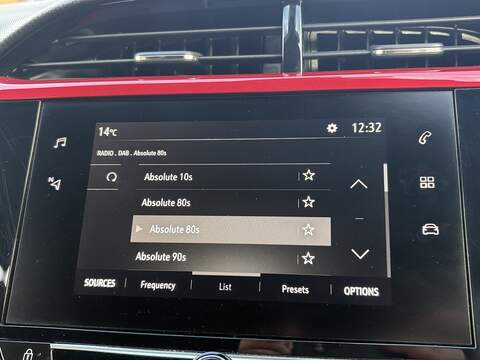 14°C 12:32
RADIO . DAB . Absolute 80s
Absolute 10s
Absolute 80s
Absolute 80s
Absolute 90s
SOURCES Frequency List Presets OPTIONS
N